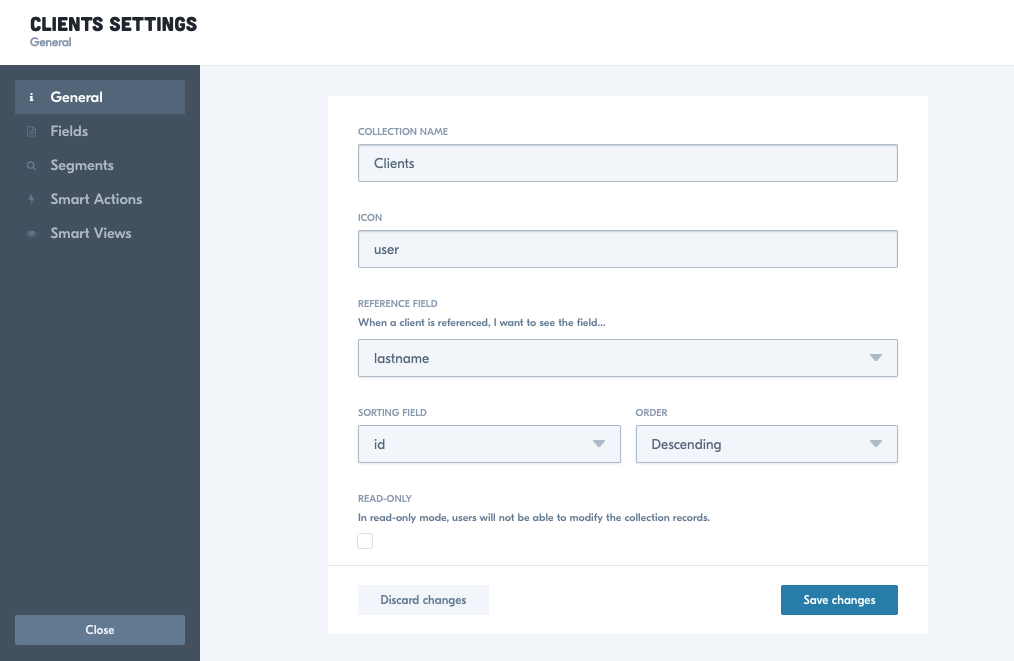 CLIENTS SETTINGS
General
General
Fields
Segments
Smart Actions
Smart Views
Close
COLLECTION NAME
Clients
ICON
user
REFERENCE FIELD
When a client is referenced, I want to see the field...
lastname
SORTING FIELD
ORDER
id
Descending
READ-ONLY
In read-only mode, users will not be able to modify the collection records.
Discard changes
Save changes